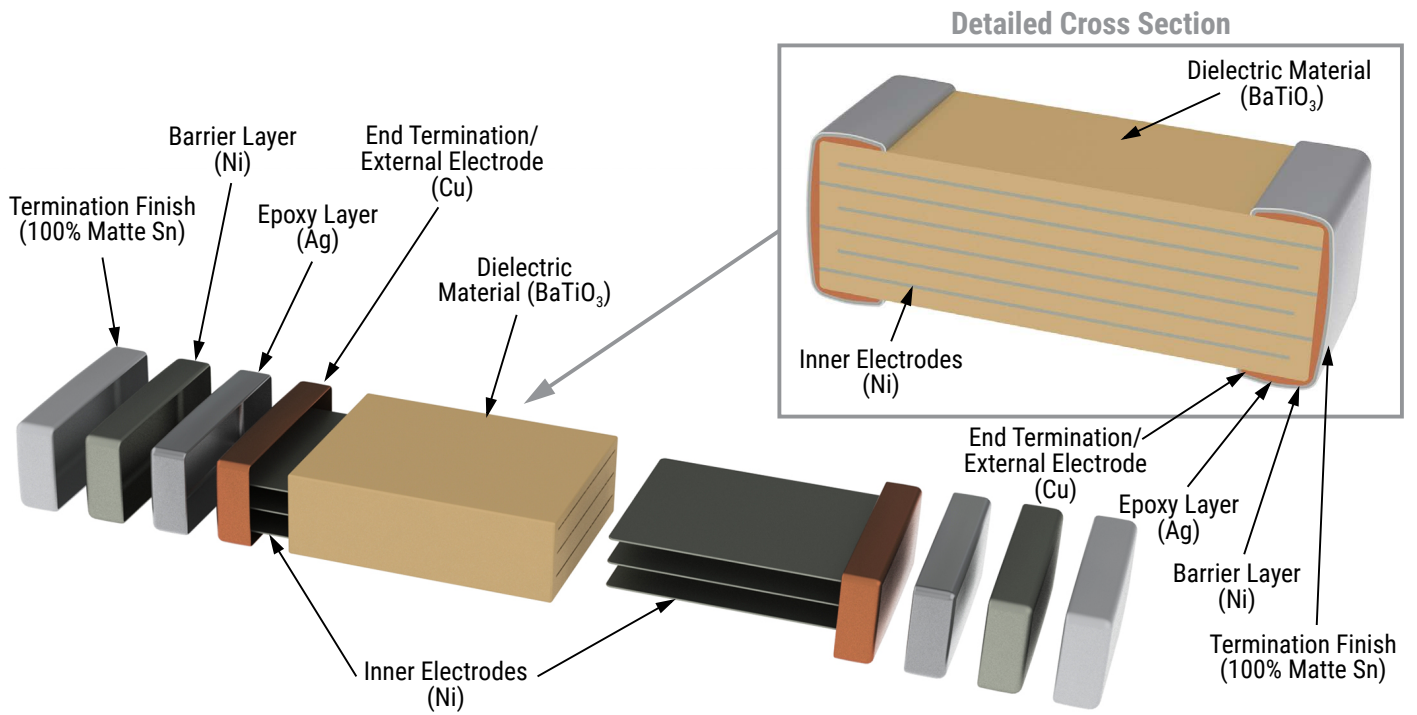 Detailed Cross Section
Dielectric Material
(BaTiO₃)
Inner Electrodes
(Ni)
End Termination/
External Electrode
(Cu)
Epoxy Layer
(Ag)
Barrier Layer
(Ni)
Termination Finish
(100% Matte Sn)
Termination Finish
(100% Matte Sn)
Barrier Layer
(Ni)
Epoxy Layer
(Ag)
End Termination/
External Electrode
(Cu)
Dielectric
Material (BaTiO₃)
Inner Electrodes
(Ni)